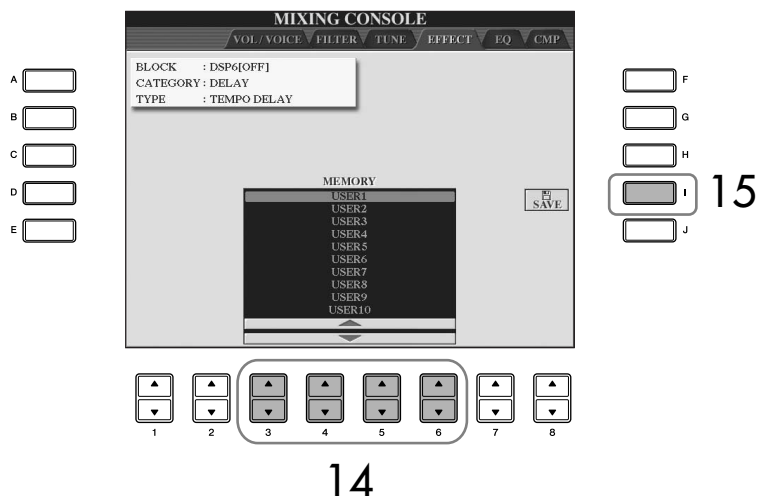 MIXING CONSOLE
VOL/VOICE FILTER TUNE EFFECT EQ CMP
BLOCK : DSP6[OFF]
CATEGORY : DELAY
TYPE : TEMPO DELAY
A
B
C
D
E
F
G
H
I
J
15
MEMORY
USER1
USER2
USER3
USER4
USER5
USER6
USER7
USER8
USER9
USER10
SAVE
1 2 3 4 5 6 7 8
14